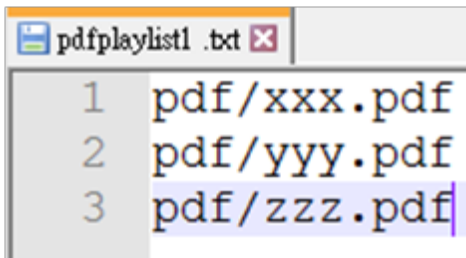 pdfplaylist1 .txt
1 pdf/xxx.pdf
2 pdf/yyy.pdf
3 pdf/zzz.pdf